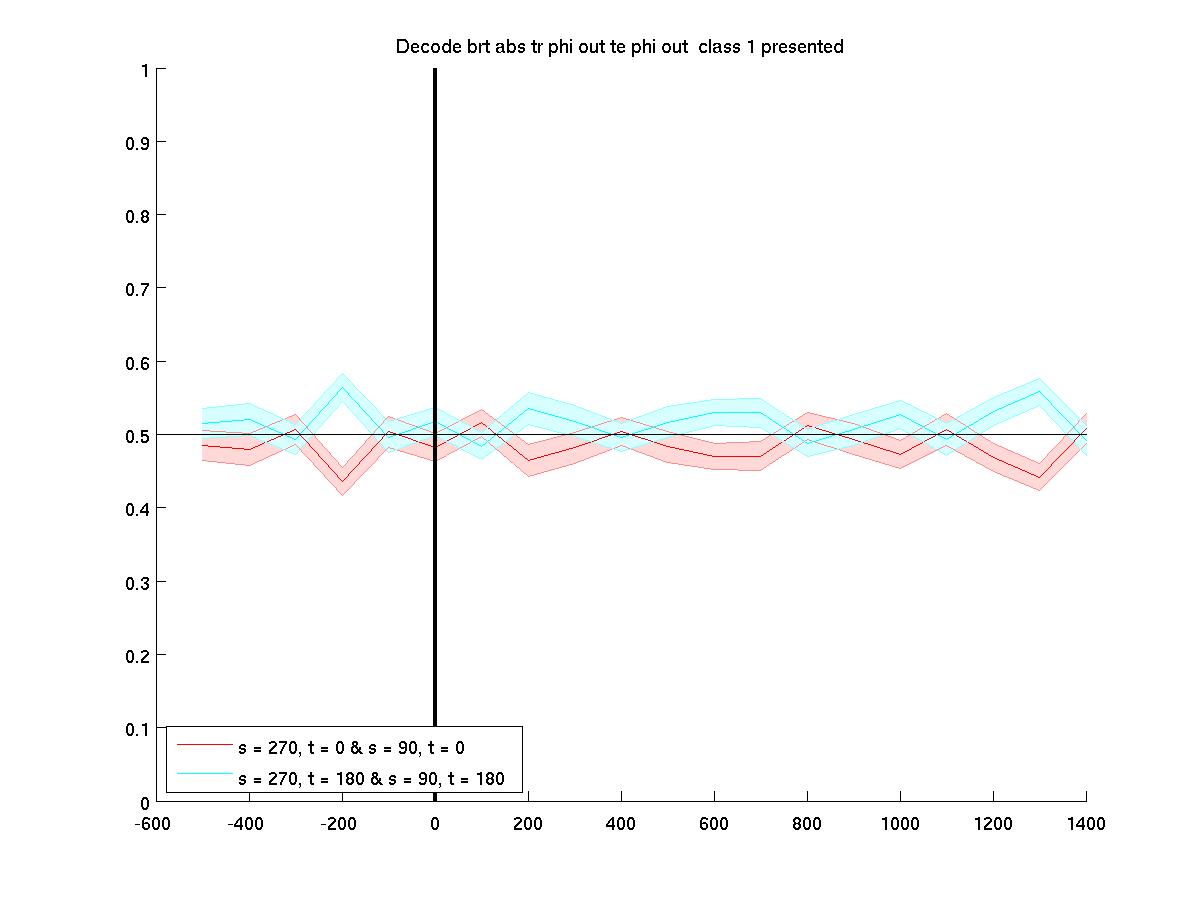 Decode brt abs tr phi out te phi out  class 1 presented
1
0.9
0.8
0.7
0.6
0.5
0.4
0.3
0.2
0.1
0
s = 270, t = 0 & s = 90, t = 0
s = 270, t = 180 & s = 90, t = 180
-600 -400 -200 0 200 400 600 800 1000 1200 1400